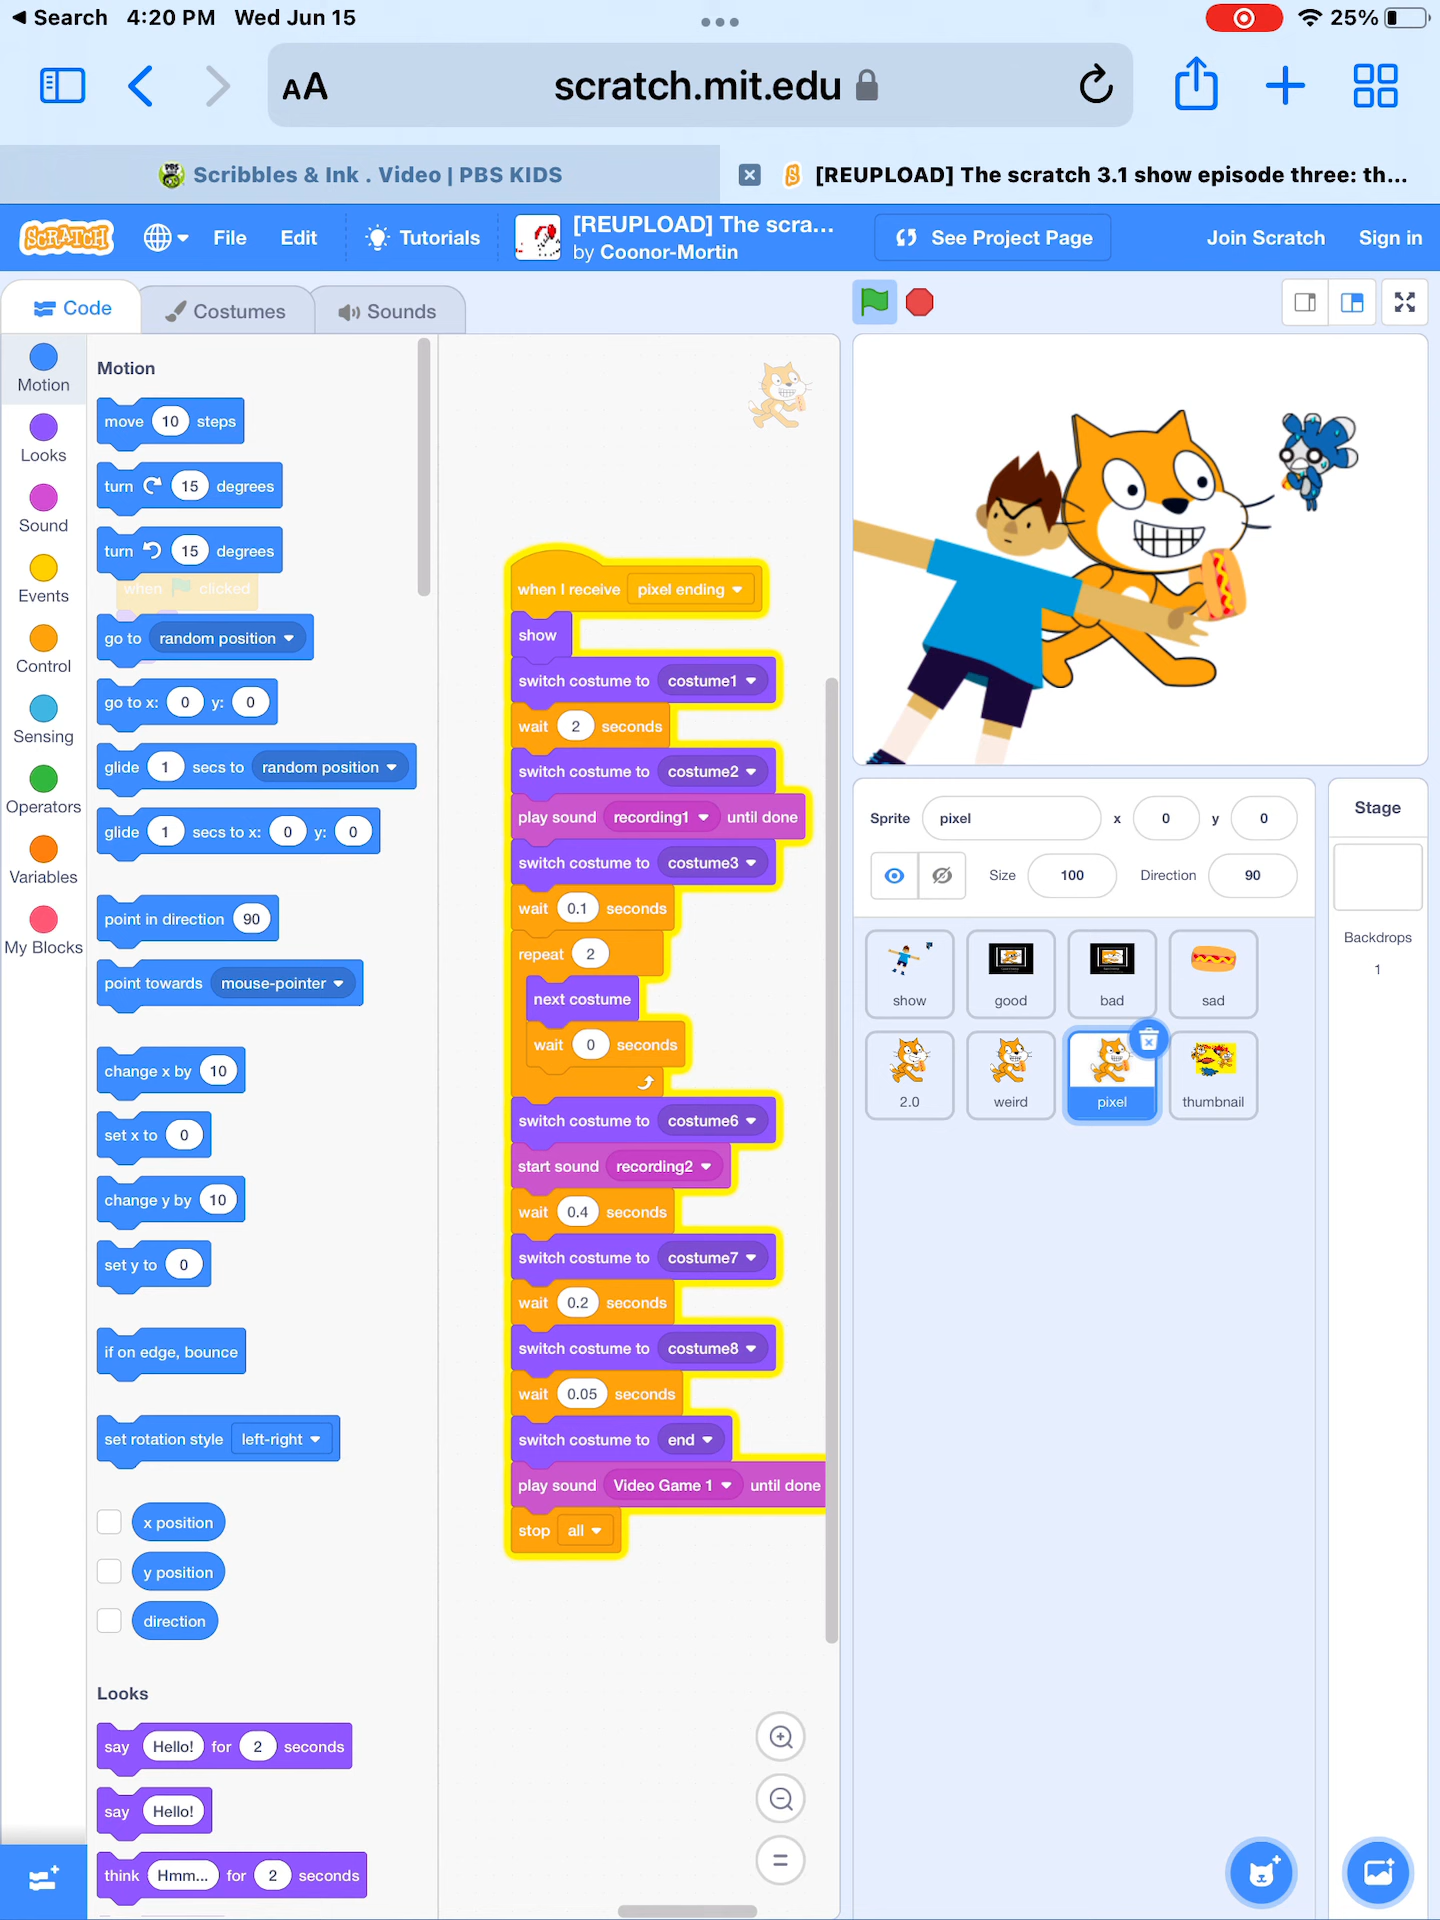 Search 4:20 PM Wed Jun 15
25%
AA scratch.mit.edu
Scribbles & Ink . Video | PBS KIDS
[REUPLOAD] The scratch 3.1 show episode three: th...
SCRATCH File Edit Tutorials
[REUPLOAD] The scra...
by Coonor-Mortin
See Project Page
Join Scratch
Sign in
Code
Costumes
Sounds
Motion
Looks
Sound
Events
Control
Sensing
Operators
Variables
My Blocks
Motion
move 10 steps
turn 15 degrees
turn 15 degrees
when clicked
go to random position
go to x: 0 y: 0
glide 1 secs to random position
glide 1 secs to x: 0 y: 0
point in direction 90
point towards mouse-pointer
change x by 10
set x to 0
change y by 10
set y to 0
if on edge, bounce
set rotation style left-right
x position
y position
direction
Looks
say Hello! for 2 seconds
say Hello!
think Hmm... for 2 seconds
when I receive pixel ending
show
switch costume to costume1
wait 2 seconds
switch costume to costume2
play sound recording1 until done
switch costume to costume3
wait 0.1 seconds
repeat 2
next costume
wait 0 seconds
switch costume to costume6
start sound recording2
wait 0.4 seconds
switch costume to costume7
wait 0.2 seconds
switch costume to costume8
wait 0.05 seconds
switch costume to end
play sound Video Game 1 until done
stop all
Sprite pixel x 0 y 0
Size 100 Direction 90
show
good
bad
sad
2.0
weird
pixel
thumbnail
Stage
Backdrops
1